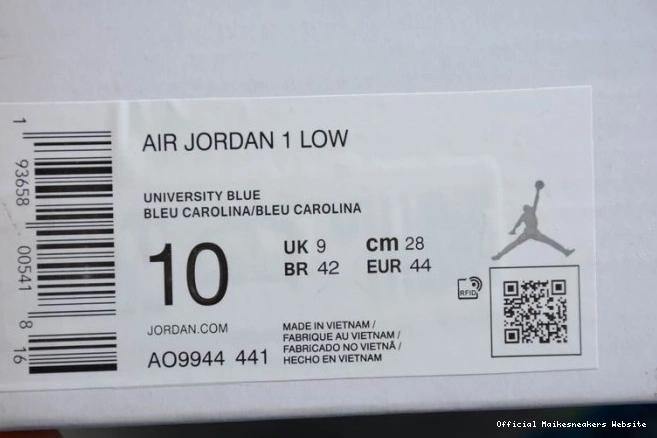 AIR JORDAN 1 LOW
UNIVERSITY BLUE
BLEU CAROLINA/BLEU CAROLINA
10
UK 9 cm 28
BR 42 EUR 44
RFID
JORDAN.COM
AO9944 441
MADE IN VIETNAM /
FABRIQUE AU VIETNAM /
FABRICADO NO VIETNÃ /
HECHO EN VIETNAM
1 93658 00541 8 16
Official Maikesneakers Website